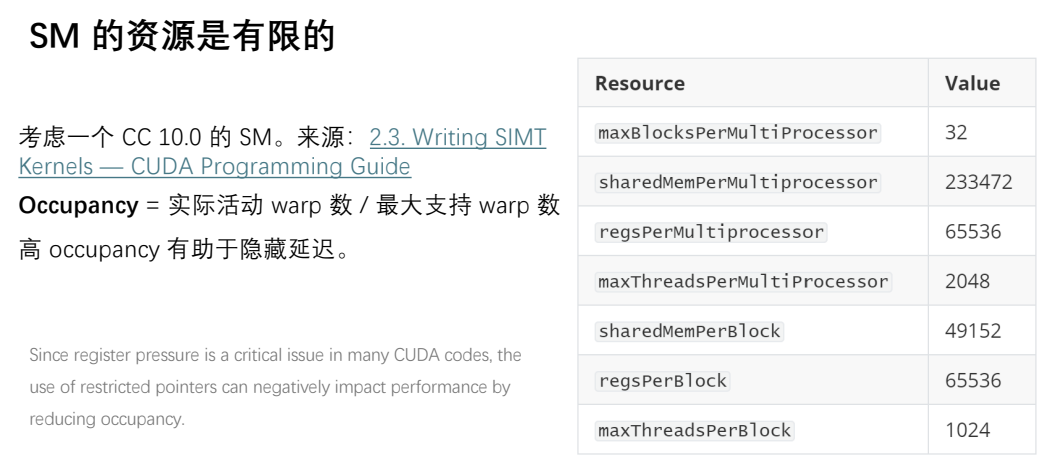 SM 的资源是有限的
考虑一个 CC 10.0 的 SM。来源：2.3. Writing SIMT
Kernels — CUDA Programming Guide
Occupancy = 实际活动 warp 数 / 最大支持 warp 数
高 occupancy 有助于隐藏延迟。
Since register pressure is a critical issue in many CUDA codes, the
use of restricted pointers can negatively impact performance by
reducing occupancy.
Resource Value
maxBlocksPerMultiProcessor 32
sharedMemPerMultiprocessor 233472
regsPerMultiprocessor 65536
maxThreadsPerMultiProcessor 2048
sharedMemPerBlock 49152
regsPerBlock 65536
maxThreadsPerBlock 1024